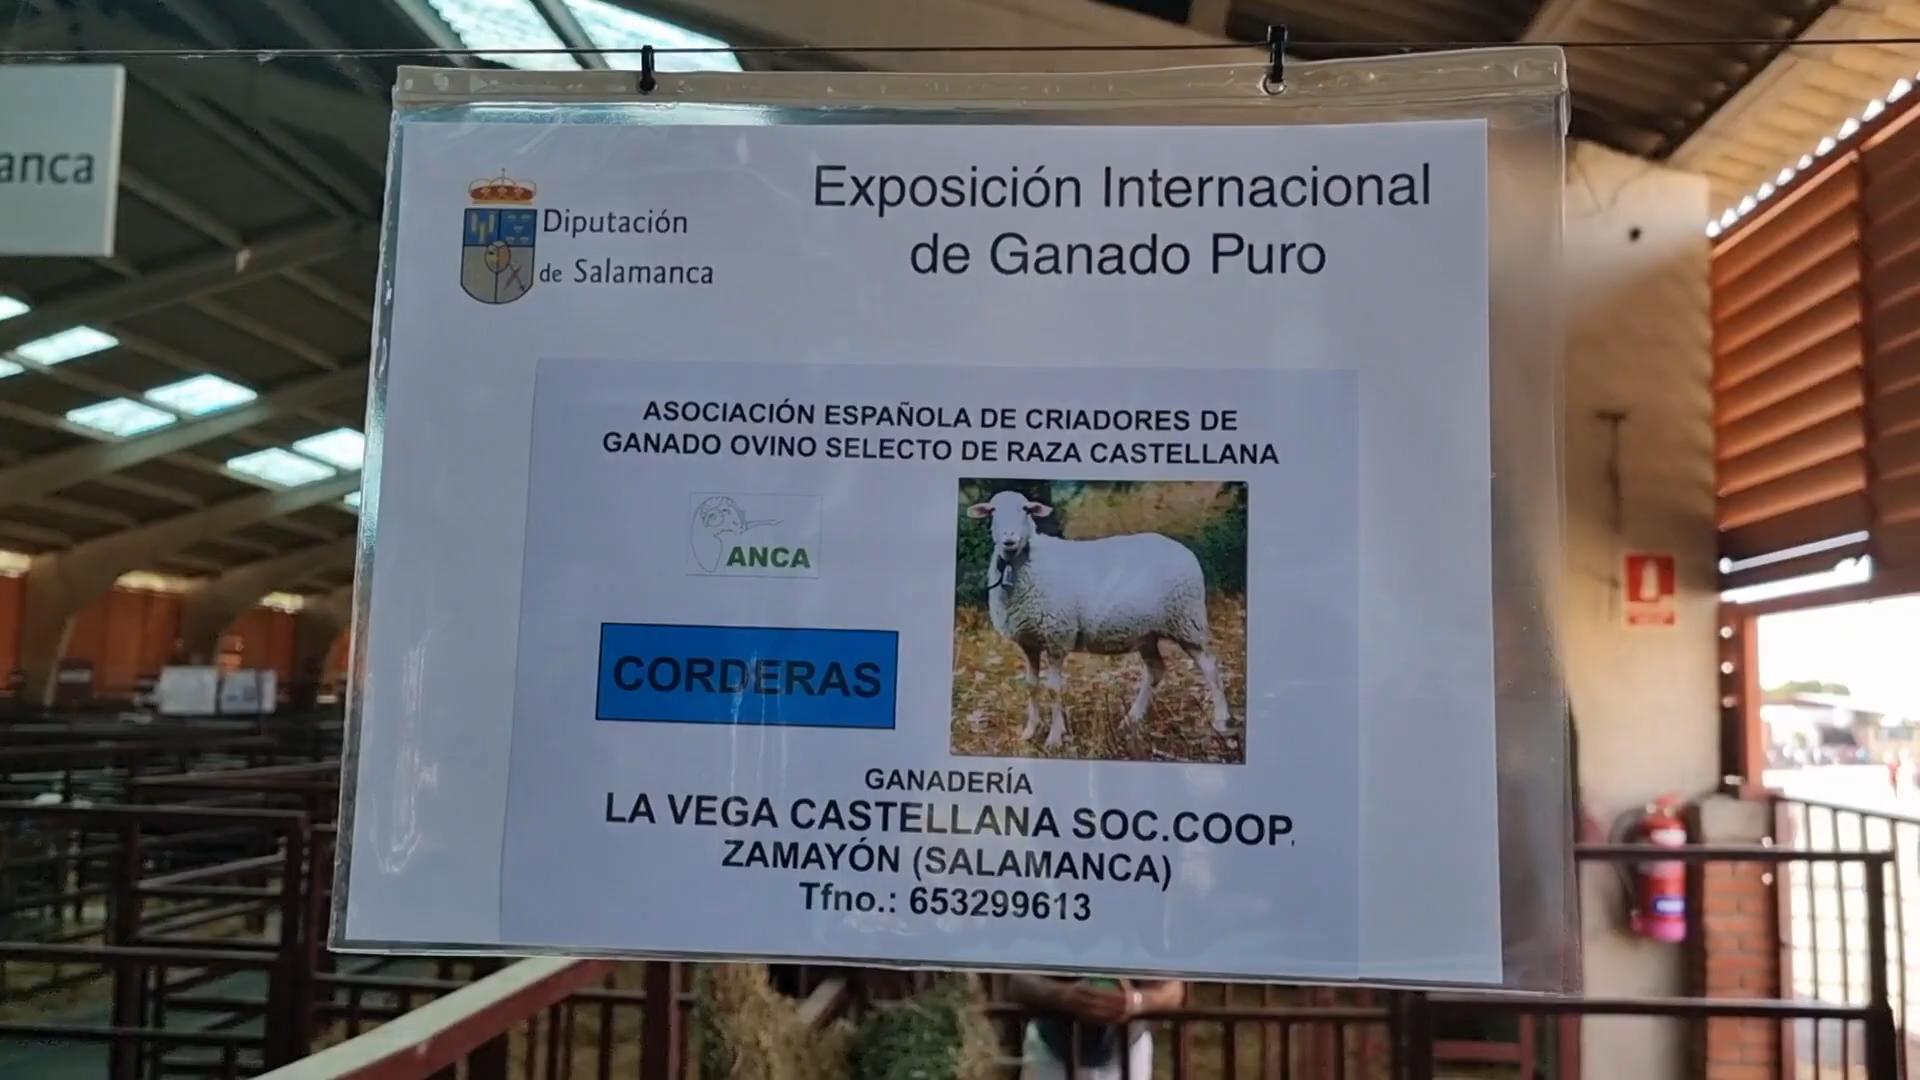 anca
Diputación
de Salamanca
Exposición Internacional
de Ganado Puro
ASOCIACIÓN ESPAÑOLA DE CRIADORES DE
GANADO OVINO SELECTO DE RAZA CASTELLANA
ANCA
CORDERAS
GANADERÍA
LA VEGA CASTELLANA SOC.COOP.
ZAMAYÓN (SALAMANCA)
Tfno.: 653299613